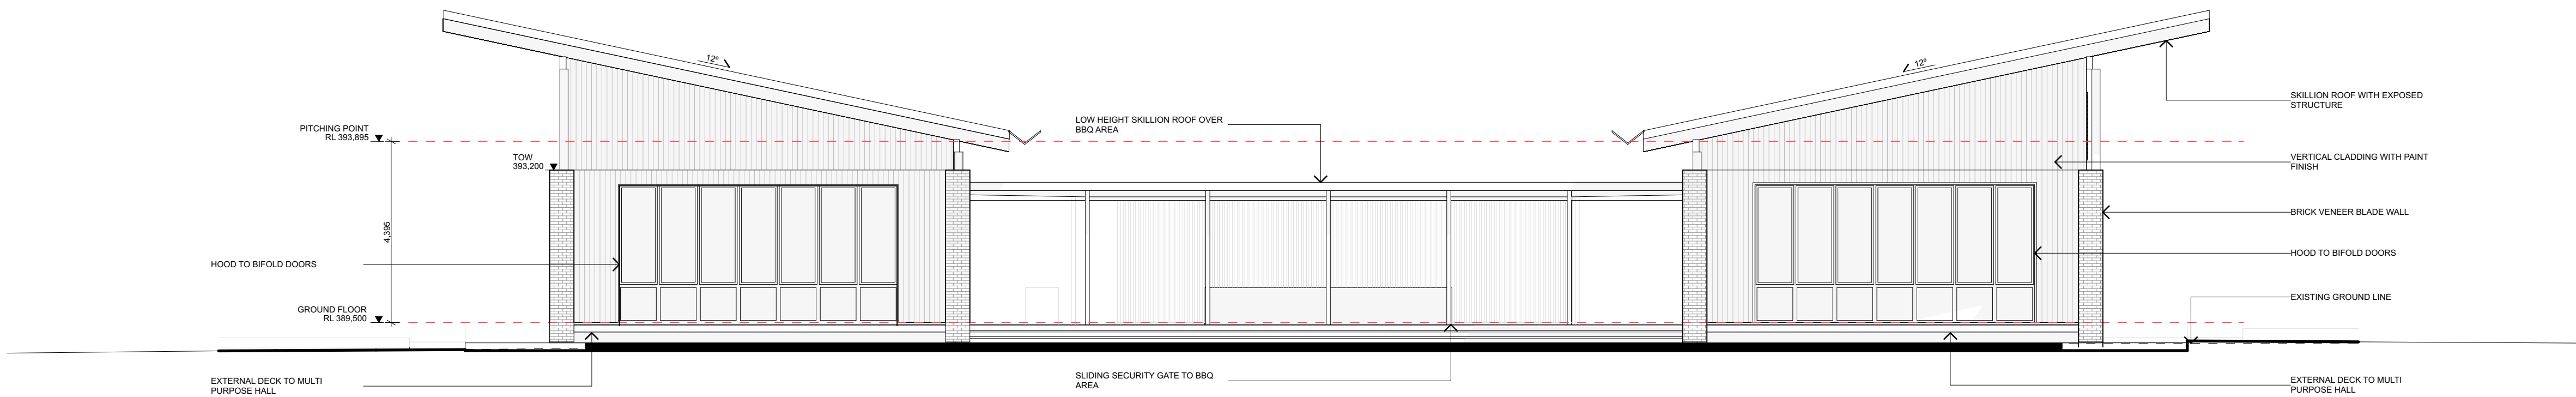 12º
12º
SKILLION ROOF WITH EXPOSED
STRUCTURE
LOW HEIGHT SKILLION ROOF OVER
BBQ AREA
PITCHING POINT
RL 393,895
TOW
393,200
VERTICAL CLADDING WITH PAINT
FINISH
BRICK VENEER BLADE WALL
4,395
HOOD TO BIFOLD DOORS
HOOD TO BIFOLD DOORS
EXISTING GROUND LINE
GROUND FLOOR
RL 389,500
EXTERNAL DECK TO MULTI
PURPOSE HALL
SLIDING SECURITY GATE TO BBQ
AREA
EXTERNAL DECK TO MULTI
PURPOSE HALL